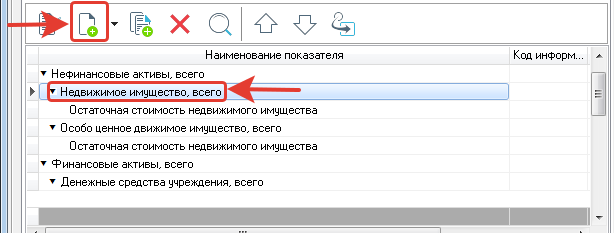 Наименование показателя Код информ...
Нефинансовые активы, всего
Недвижимое имущество, всего
Остаточная стоимость недвижимого имущества
Особо ценное движимое имущество, всего
Остаточная стоимость недвижимого имущества
Финансовые активы, всего
Денежные средства учреждения, всего